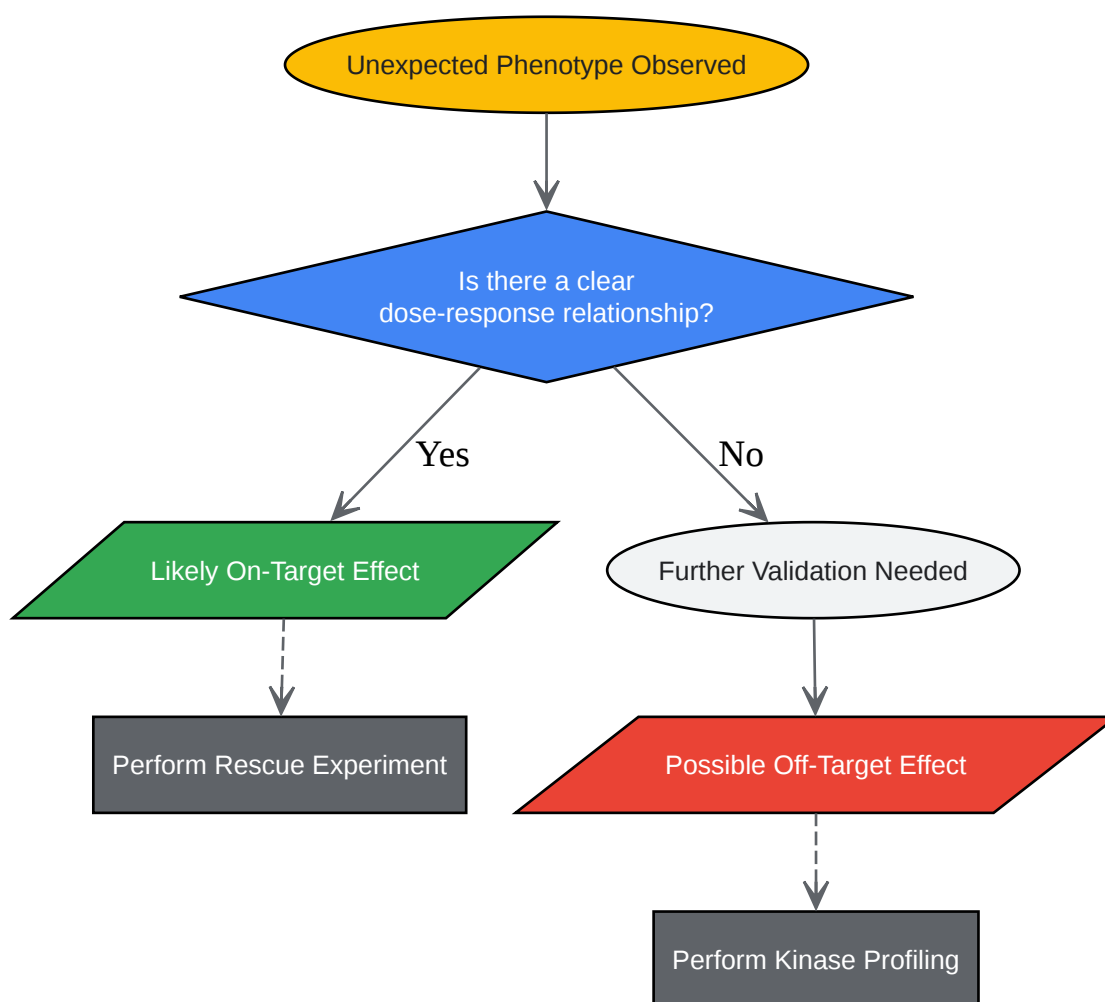 Unexpected Phenotype Observed
Is there a clear
dose-response relationship?
Yes
No
Likely On-Target Effect
Further Validation Needed
Perform Rescue Experiment
Possible Off-Target Effect
Perform Kinase Profiling